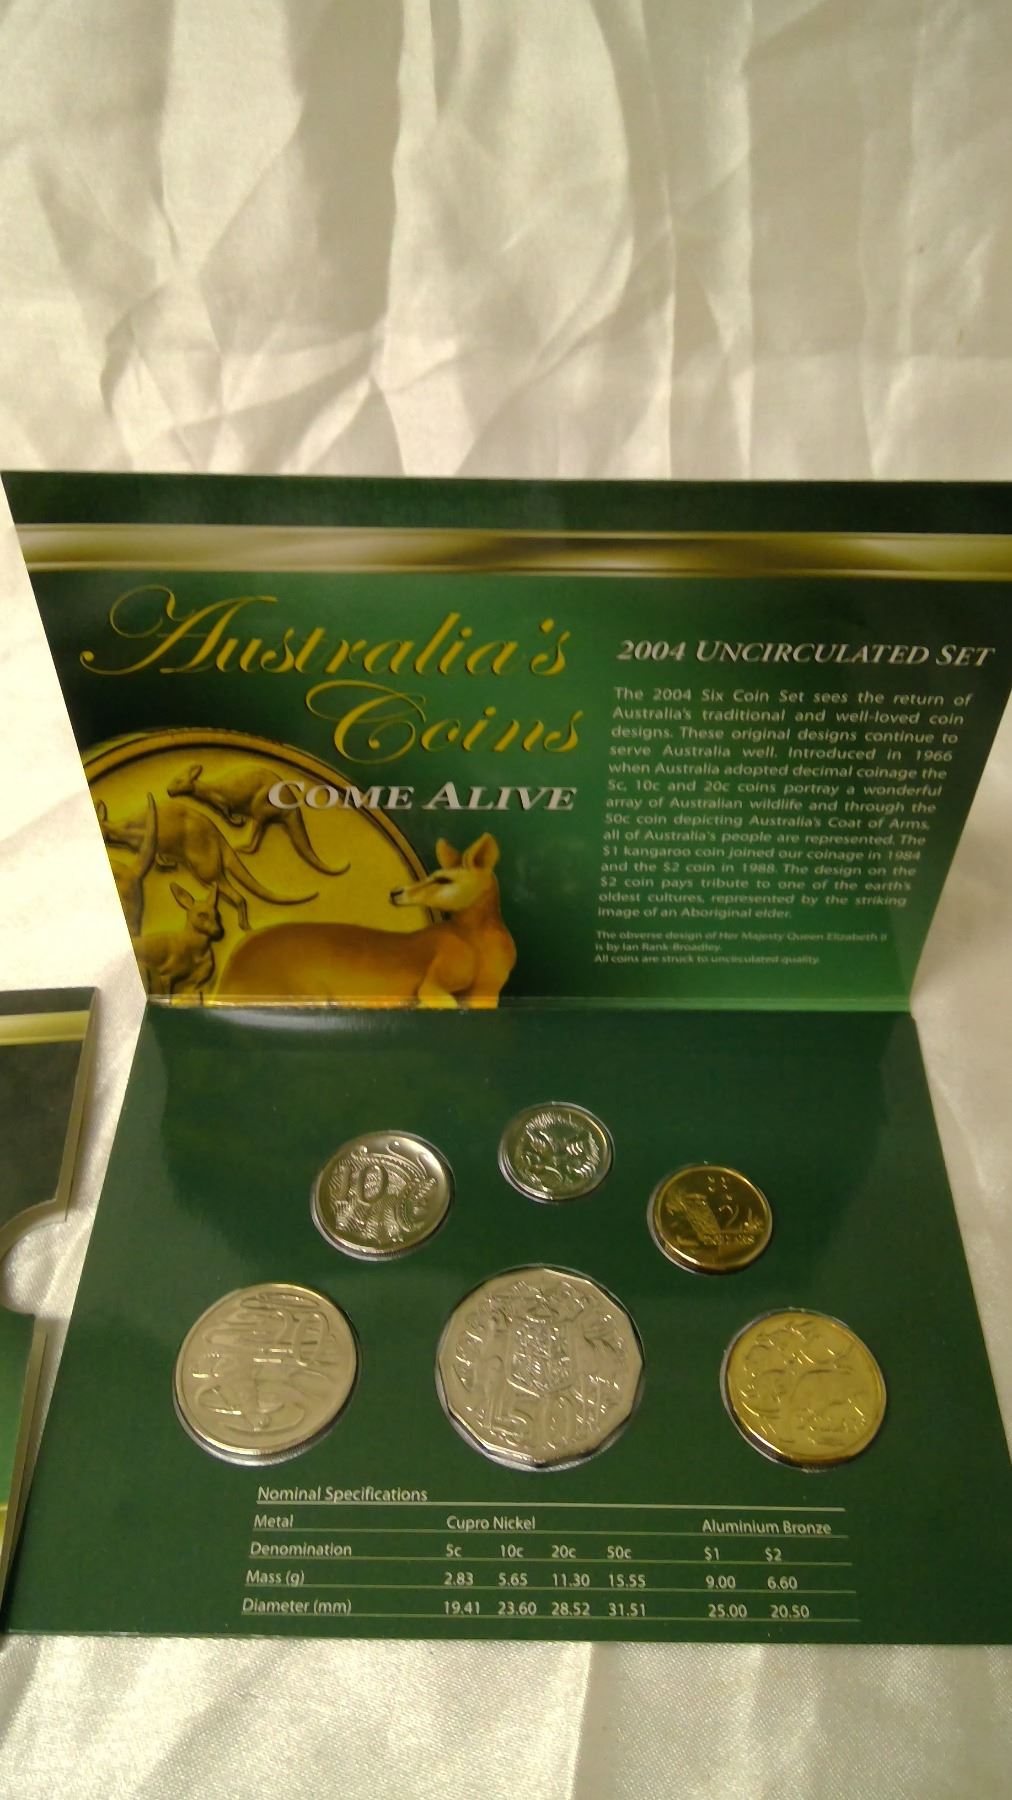 Australia's
Coins
COME ALIVE
2004 UNCIRCULATED SET
The 2004 Six Coin Set sees the return of
Australia's traditional and well-loved coin
designs. These original designs continue to
serve Australia well. Introduced in 1966
when Australia adopted decimal coinage the
5c, 10c and 20c coins portray a wonderful
array of Australian wildlife and through the
50c coin depicting Australia's Coat of Arms,
all of Australia's people are represented. The
$1 kangaroo coin joined our coinage in 1984
and the $2 coin in 1988. The design on the
$2 coin pays tribute to one of the earth's
oldest cultures, represented by the striking
image of an Aboriginal elder.
The obverse design of Her Majesty Queen Elizabeth II
is by Ian Rank-Broadley.
All coins are struck to uncirculated quality.
10
5
2
DOLLARS
20
50
Nominal Specifications
Metal Cupro Nickel Aluminium Bronze
Denomination 5c 10c 20c 50c $1 $2
Mass (g) 2.83 5.65 11.30 15.55 9.00 6.60
Diameter (mm) 19.41 23.60 28.52 31.51 25.00 20.50